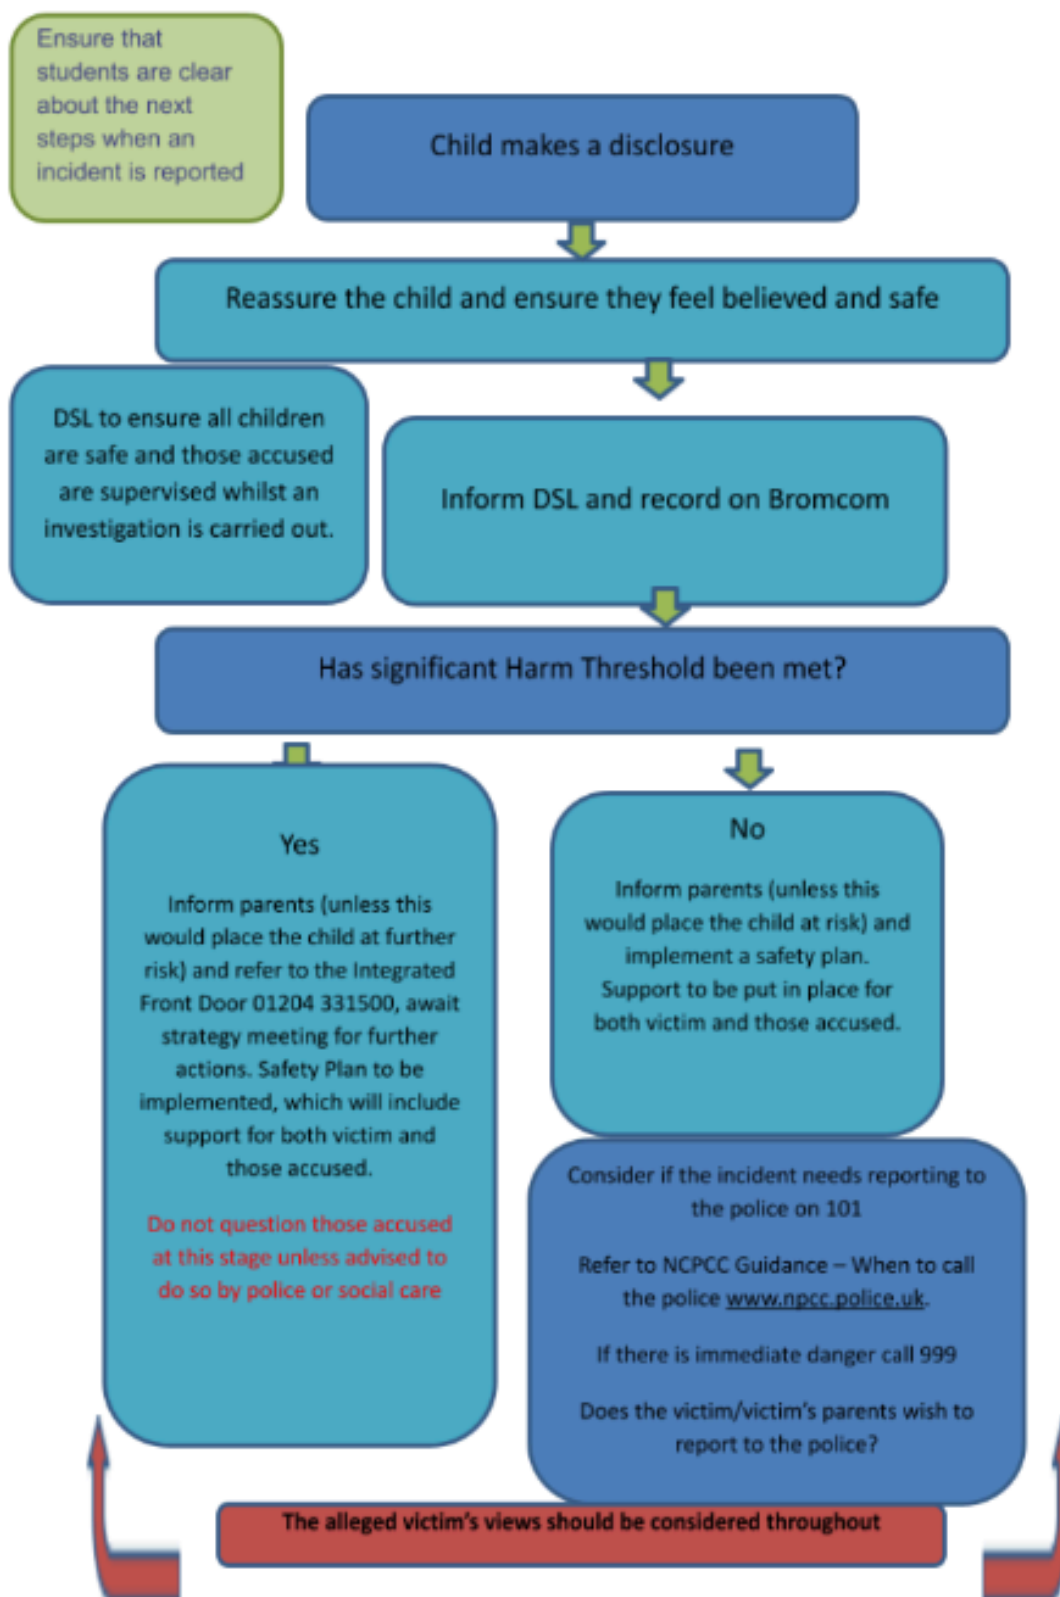 Ensure that
students are clear
about the next
steps when an
incident is reported
Child makes a disclosure
Reassure the child and ensure they feel believed and safe
DSL to ensure all children
are safe and those accused
are supervised whilst an
investigation is carried out.
Inform DSL and record on Bromcom
Has significant Harm Threshold been met?
Yes
Inform parents (unless this
would place the child at further
risk) and refer to the Integrated
Front Door 01204 331500, await
strategy meeting for further
actions. Safety Plan to be
implemented, which will include
support for both victim and
those accused.
Do not question those accused
at this stage unless advised to
do so by police or social care
No
Inform parents (unless this
would place the child at risk) and
implement a safety plan.
Support to be put in place for
both victim and those accused.
Consider if the incident needs reporting to
the police on 101
Refer to NCPCC Guidance – When to call
the police www.npcc.police.uk.
If there is immediate danger call 999
Does the victim/victim's parents wish to
report to the police?
The alleged victim's views should be considered throughout